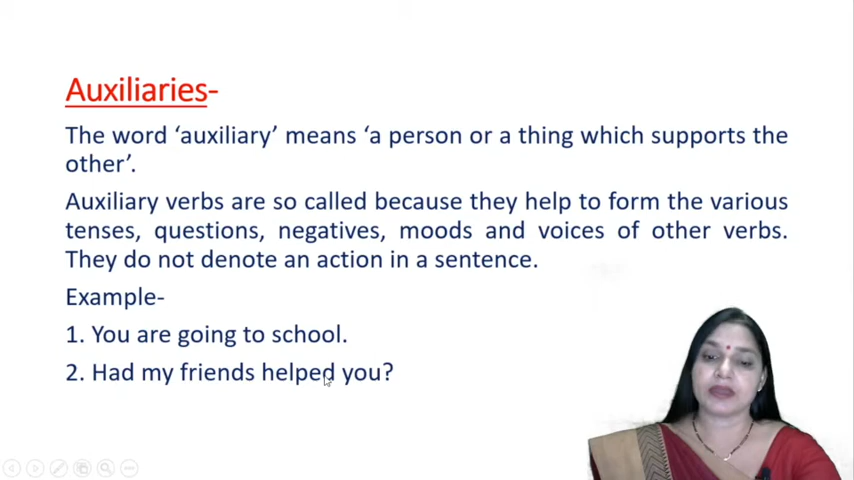 Auxiliaries-
The word ‘auxiliary’ means ‘a person or a thing which supports the
other’.
Auxiliary verbs are so called because they help to form the various
tenses, questions, negatives, moods and voices of other verbs.
They do not denote an action in a sentence.
Example-
1. You are going to school.
2. Had my friends helped you?